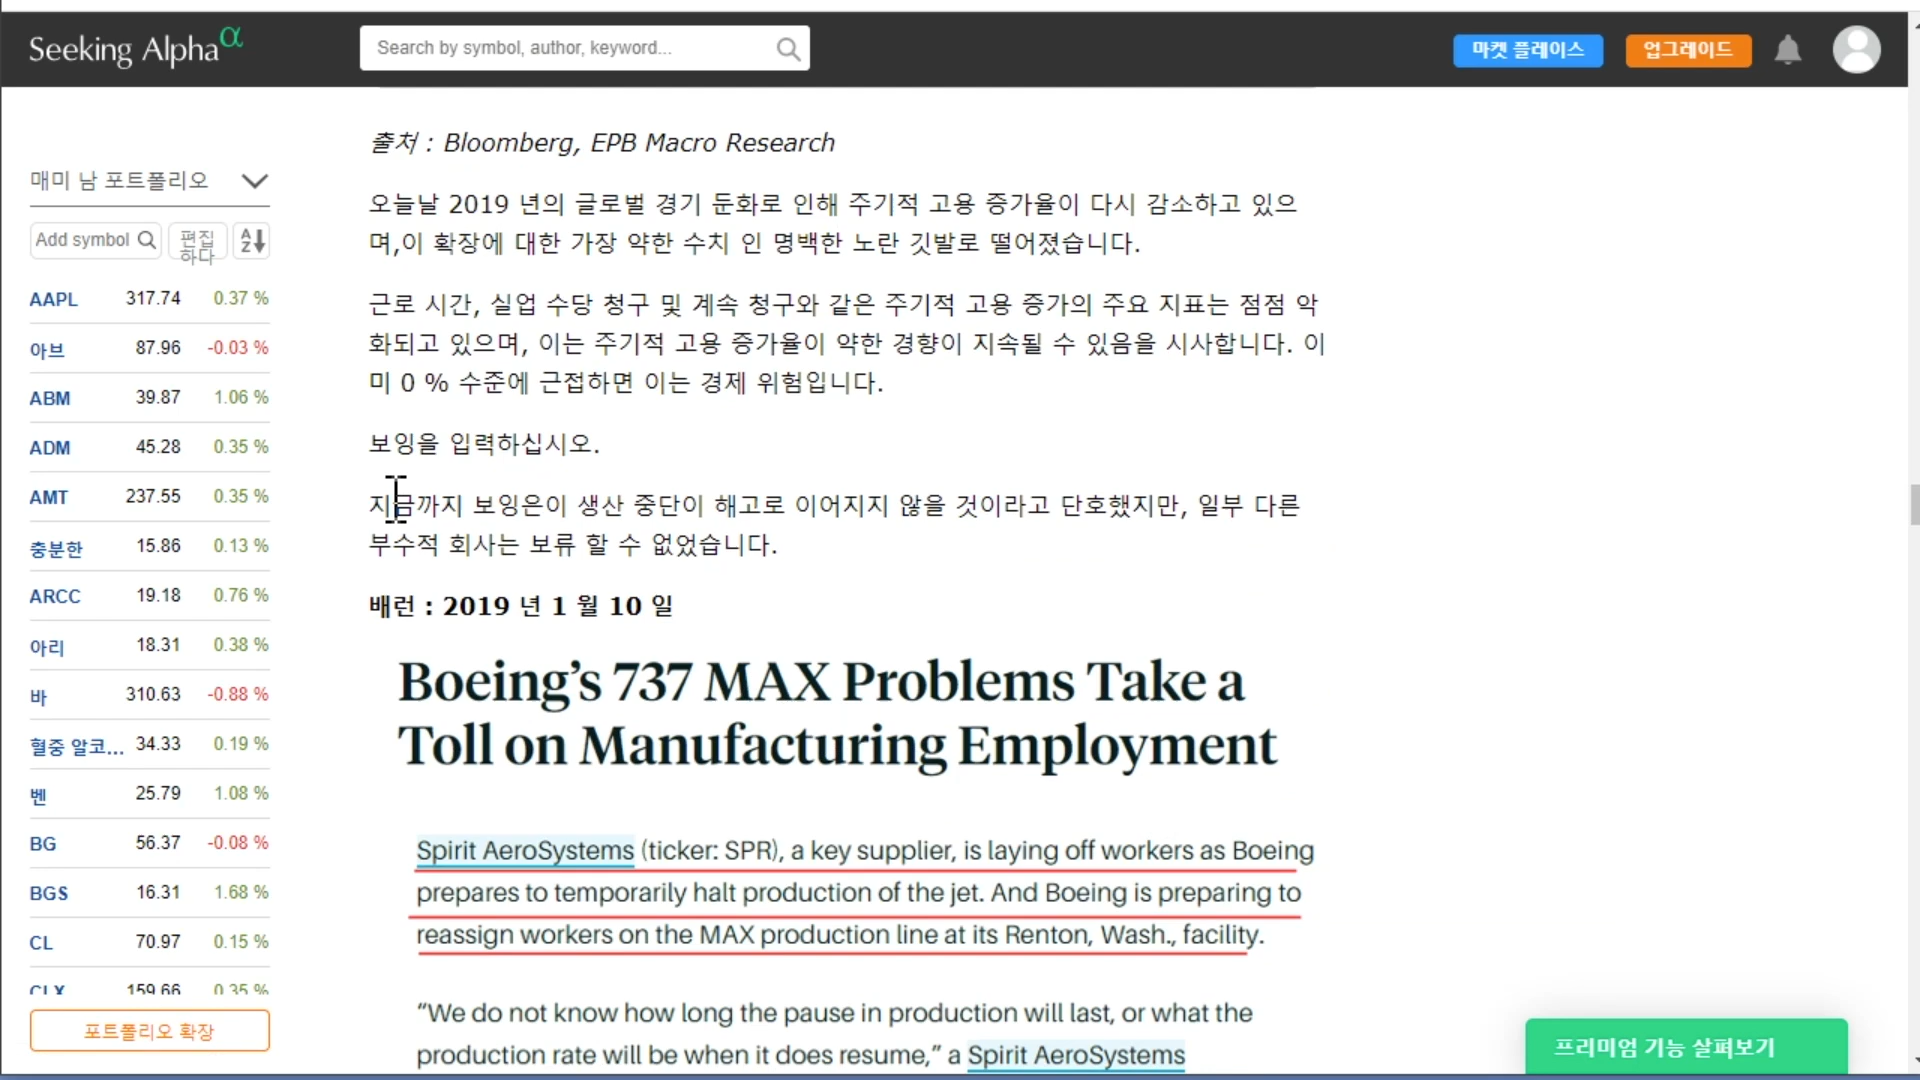 Seeking Alpha α
Search by symbol, author, keyword...
마켓 플레이스
업그레이드
매미 남 포트폴리오
Add symbol
편집
하다
A
Z
AAPL 317.74 0.37 %
아브 87.96 -0.03 %
ABM 39.87 1.06 %
ADM 45.28 0.35 %
AMT 237.55 0.35 %
충분한 15.86 0.13 %
ARCC 19.18 0.76 %
아리 18.31 0.38 %
바 310.63 -0.88 %
혈중 알코... 34.33 0.19 %
벤 25.79 1.08 %
BG 56.37 -0.08 %
BGS 16.31 1.68 %
CL 70.97 0.15 %
CLX 159.66 0.35 %
포트폴리오 확장
출처 : Bloomberg, EPB Macro Research
오늘날 2019 년의 글로벌 경기 둔화로 인해 주기적 고용 증가율이 다시 감소하고 있으
며,이 확장에 대한 가장 약한 수치 인 명백한 노란 깃발로 떨어졌습니다.
근로 시간, 실업 수당 청구 및 계속 청구와 같은 주기적 고용 증가의 주요 지표는 점점 악
화되고 있으며, 이는 주기적 고용 증가율이 약한 경향이 지속될 수 있음을 시사합니다. 이
미 0 % 수준에 근접하면 이는 경제 위험입니다.
보잉을 입력하십시오.
지금까지 보잉은이 생산 중단이 해고로 이어지지 않을 것이라고 단호했지만, 일부 다른
부수적 회사는 보류 할 수 없었습니다.
배런 : 2019 년 1 월 10 일
Boeing’s 737 MAX Problems Take a
Toll on Manufacturing Employment
Spirit AeroSystems (ticker: SPR), a key supplier, is laying off workers as Boeing
prepares to temporarily halt production of the jet. And Boeing is preparing to
reassign workers on the MAX production line at its Renton, Wash., facility.
“We do not know how long the pause in production will last, or what the
production rate will be when it does resume,” a Spirit AeroSystems
프리미엄 기능 살펴보기